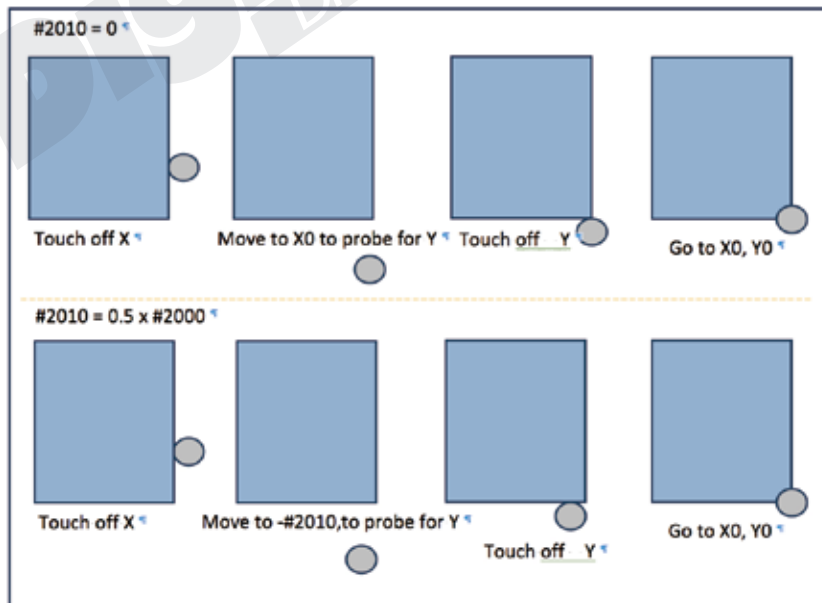 #2010 = 0
Touch off X
Move to X0 to probe for Y
Touch off Y
Go to X0, Y0
#2010 = 0.5 x #2000
Touch off X
Move to -#2010,to probe for Y
Touch off Y
Go to X0, Y0